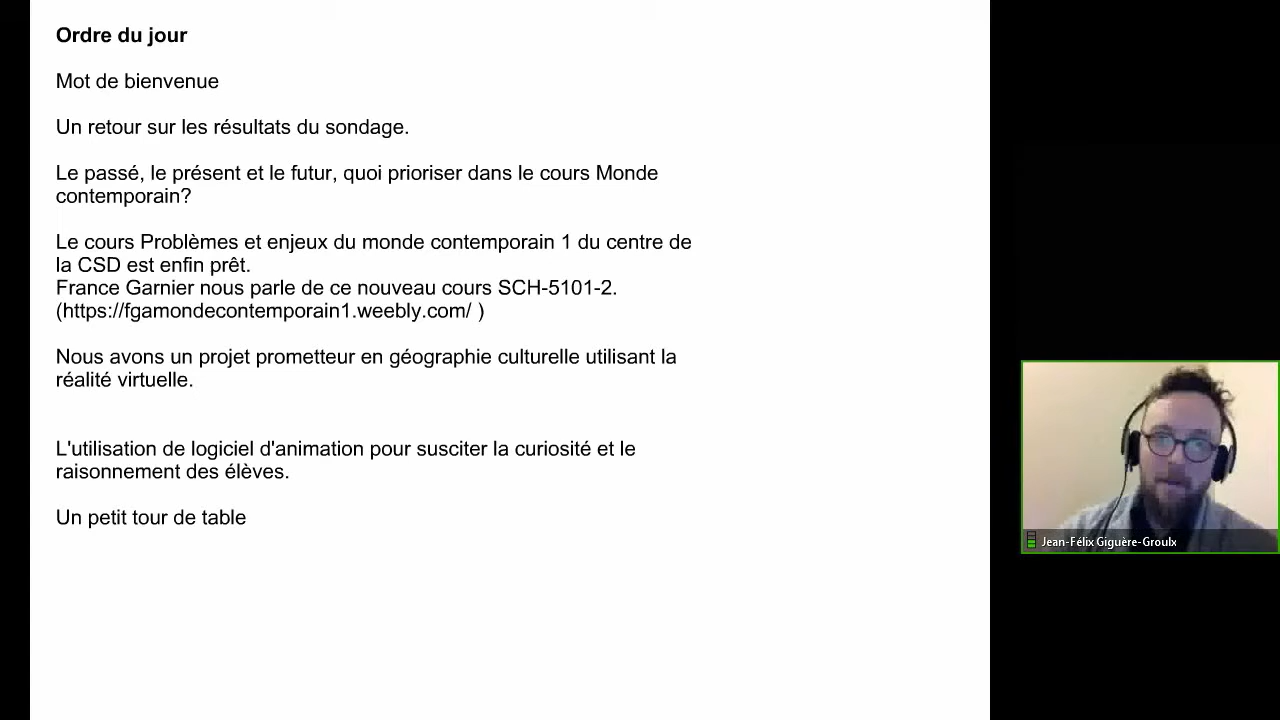 Ordre du jour
Mot de bienvenue
Un retour sur les résultats du sondage.
Le passé, le présent et le futur, quoi prioriser dans le cours Monde
contemporain?
Le cours Problèmes et enjeux du monde contemporain 1 du centre de
la CSD est enfin prêt.
France Garnier nous parle de ce nouveau cours SCH-5101-2.
(https://fgamondecontemporain1.weebly.com/ )
Nous avons un projet prometteur en géographie culturelle utilisant la
réalité virtuelle.
L'utilisation de logiciel d'animation pour susciter la curiosité et le
raisonnement des élèves.
Un petit tour de table
Jean-Félix Giguère-Groulx